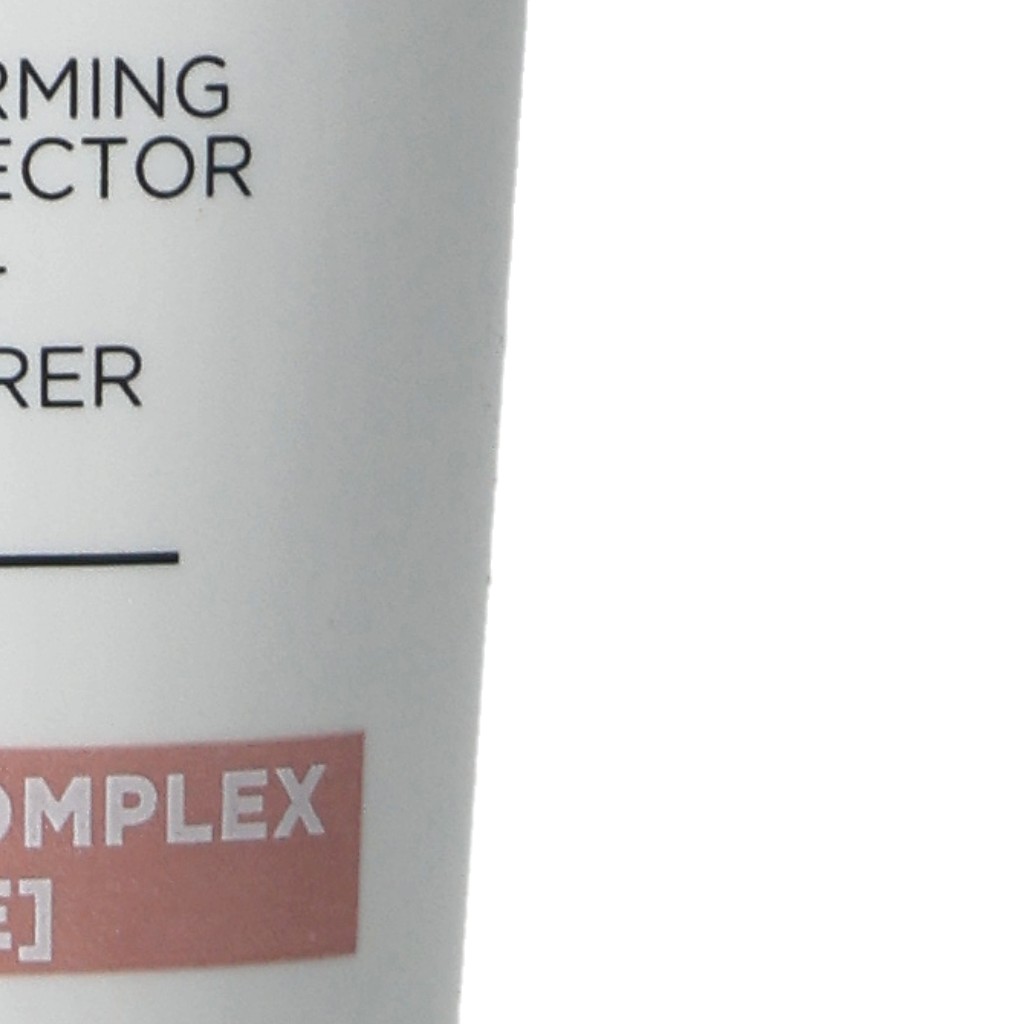 RMING
ECTOR
RER
OMPLEX
E]